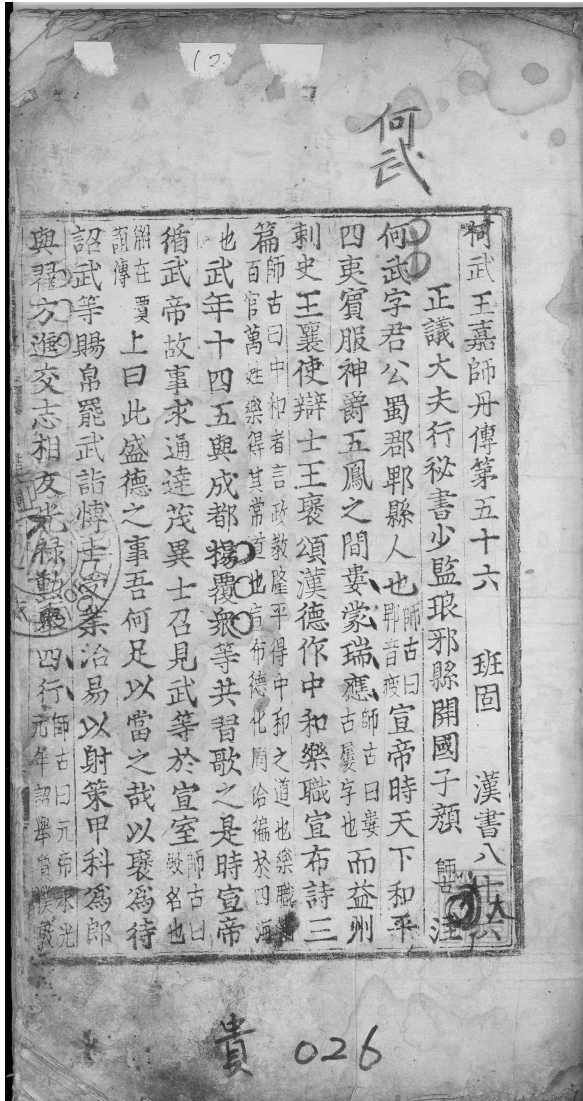 何武
何武王嘉師丹傳第五十六 班固 漢書八十六
正議大夫行祕書少監琅邪縣開國子顏 師古 注
何武字君公蜀郡郫縣人也師古曰郫音疲宣帝時天下和平
四夷賓服神爵五鳳之間婁蒙瑞應師古曰婁古屢字也而益州
刺史王襄使辯士王襃頌漢德作中和樂職宣布詩三
篇師古曰中和者言政教隆平得中和之道也樂職者百官萬姓樂得其常道也宣布德化周洽徧於四海也
武年十四五與成都楊覆衆等共習歌之是時宣帝
循武帝故事求通達茂異士召見武等於宣室師古曰殿名也解在賈誼傳
上曰此盛德之事吾何足以當之哉以襃爲待
詔武等賜帛罷武詣博士受業治易以射策甲科爲郎
與翟方進交志相友光祿勳舉四行師古曰元帝永光元年詔舉質樸
貴 026